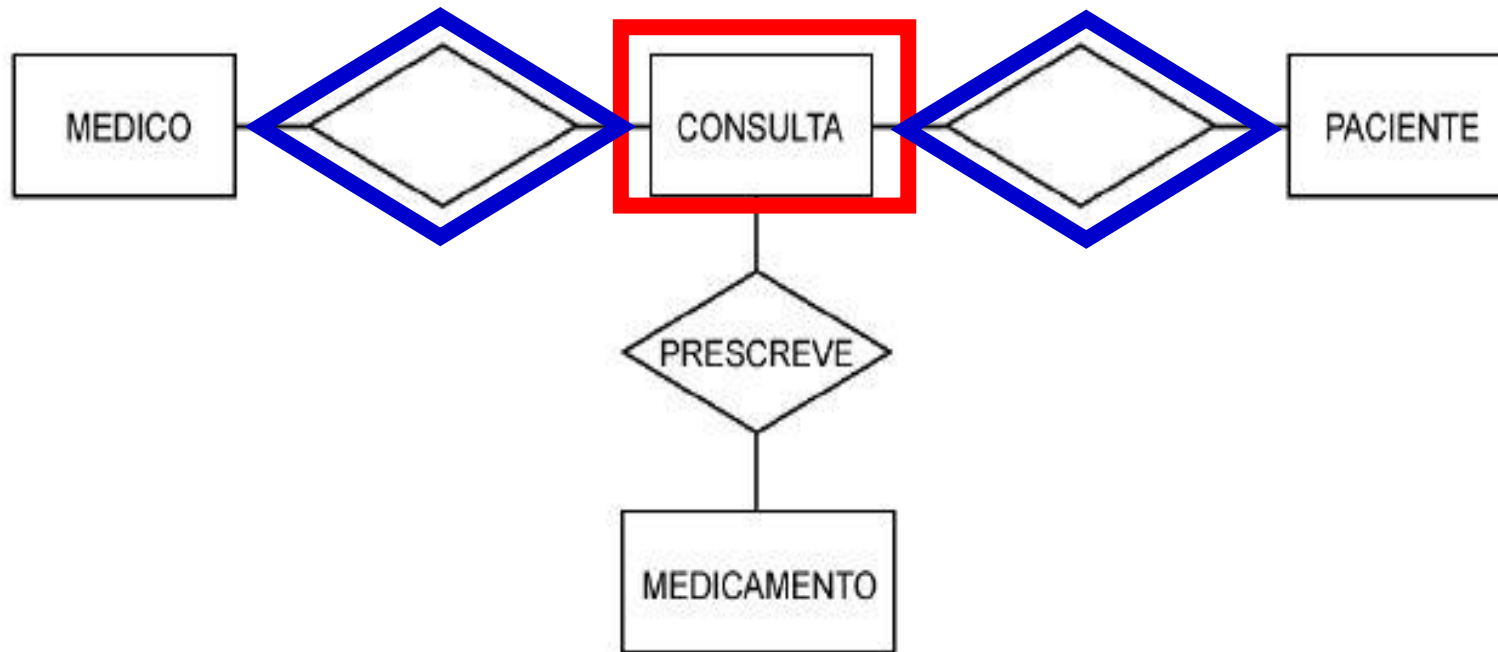 MEDICO
CONSULTA
PACIENTE
PRESCREVE
MEDICAMENTO